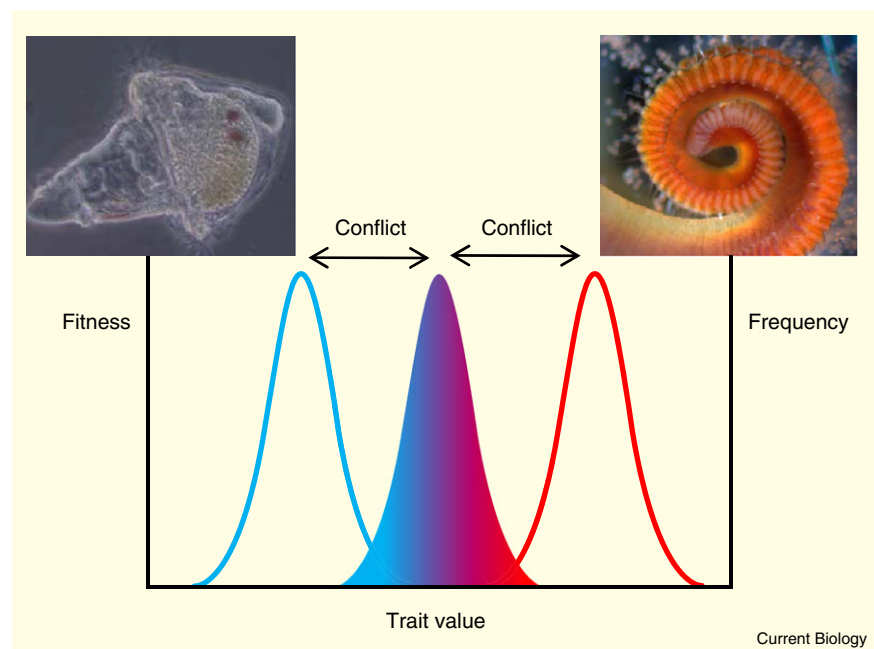 Conflict
Conflict
Fitness
Frequency
Trait value
Current Biology